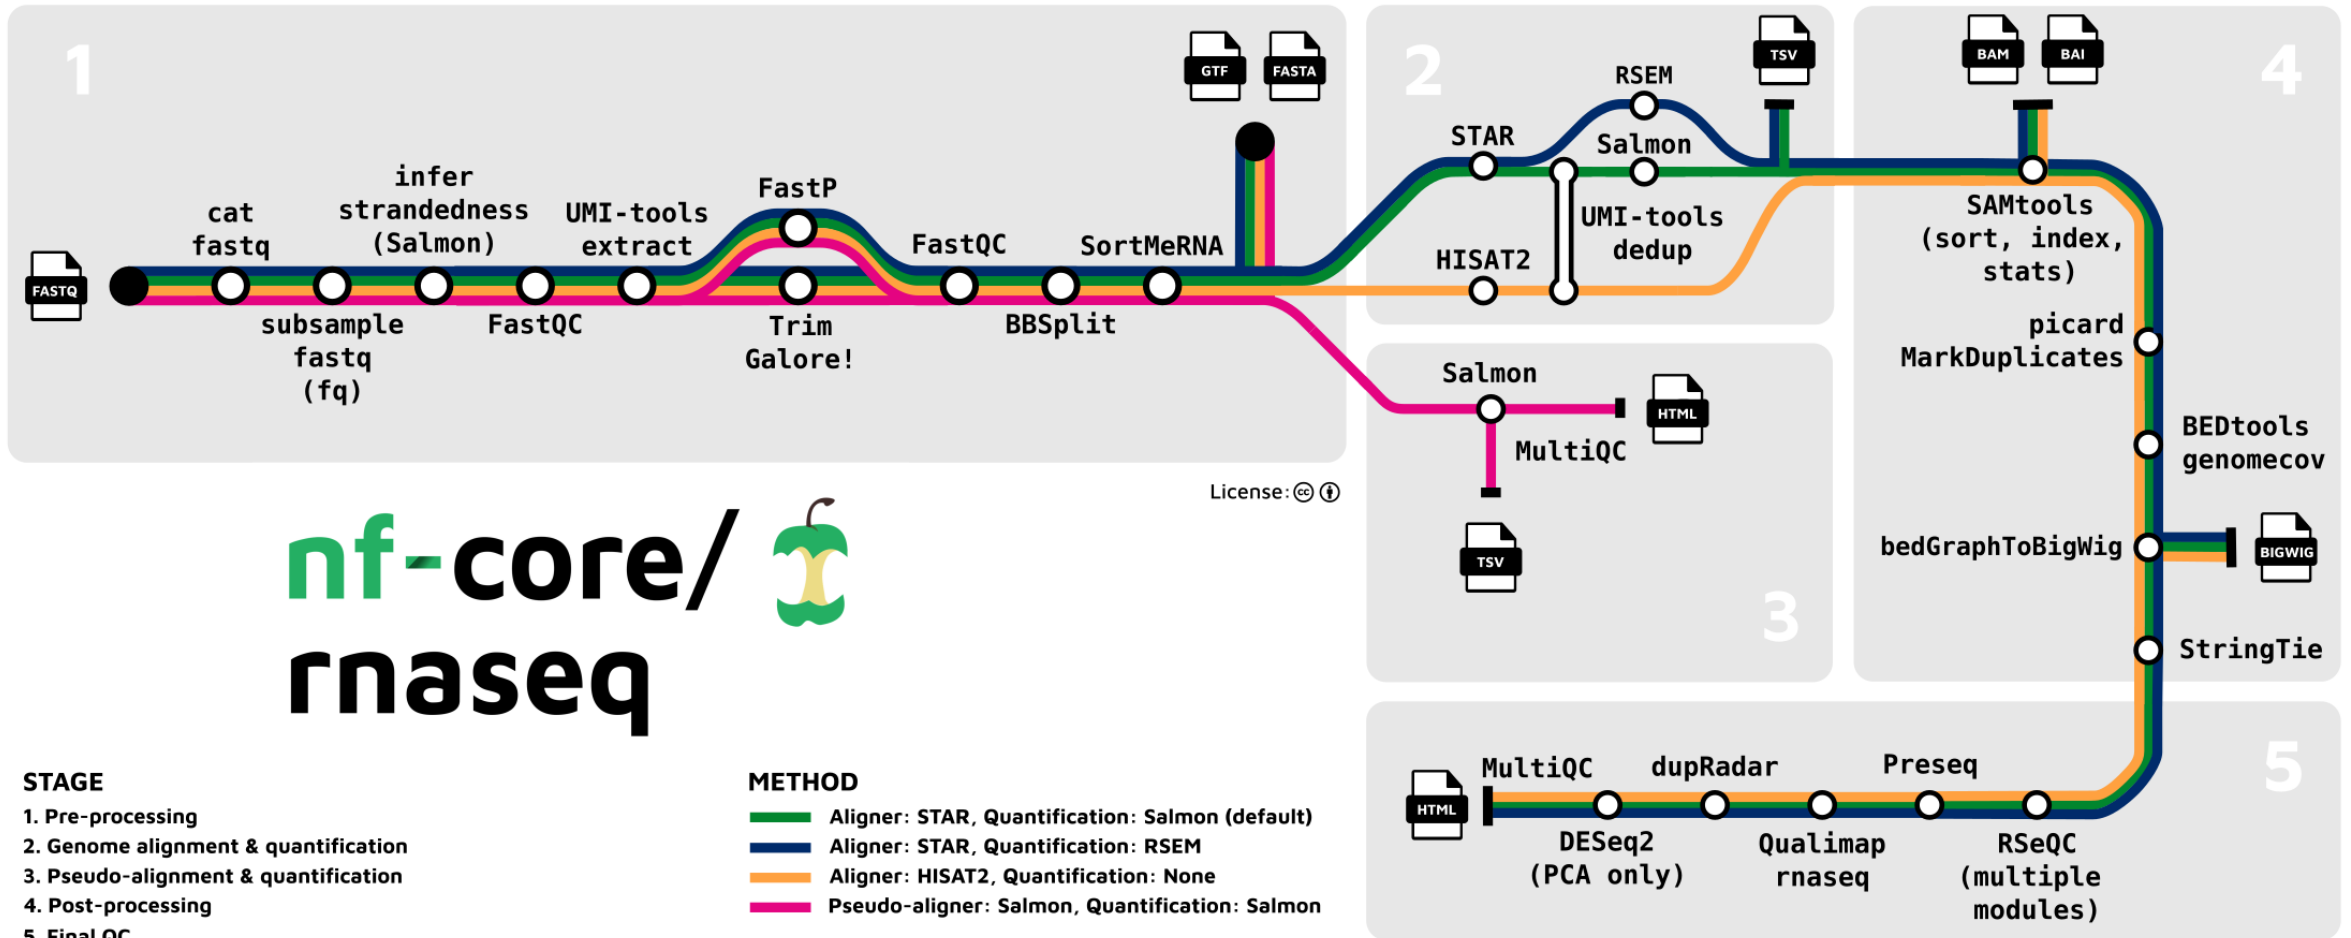 1
GTF
FASTA
FASTQ
cat
fastq
subsample
fastq
(fq)
infer
strandedness
(Salmon)
FastQC
UMI-tools
extract
FastP
Trim
Galore!
FastQC
BBSplit
SortMeRNA
2
STAR
RSEM
Salmon
TSV
HISAT2
UMI-tools
dedup
3
Salmon
MultiQC
HTML
TSV
4
BAM
BAI
SAMtools
(sort, index,
stats)
picard
MarkDuplicates
BEDtools
genomecov
bedGraphToBigWig
BIGWIG
StringTie
5
RSeQC
(multiple
modules)
Preseq
Qualimap
rnaseq
dupRadar
DESeq2
(PCA only)
MultiQC
HTML
License: cc
nf-core/
rnaseq
STAGE
1. Pre-processing
2. Genome alignment & quantification
3. Pseudo-alignment & quantification
4. Post-processing
5. Final QC
METHOD
Aligner: STAR, Quantification: Salmon (default)
Aligner: STAR, Quantification: RSEM
Aligner: HISAT2, Quantification: None
Pseudo-aligner: Salmon, Quantification: Salmon